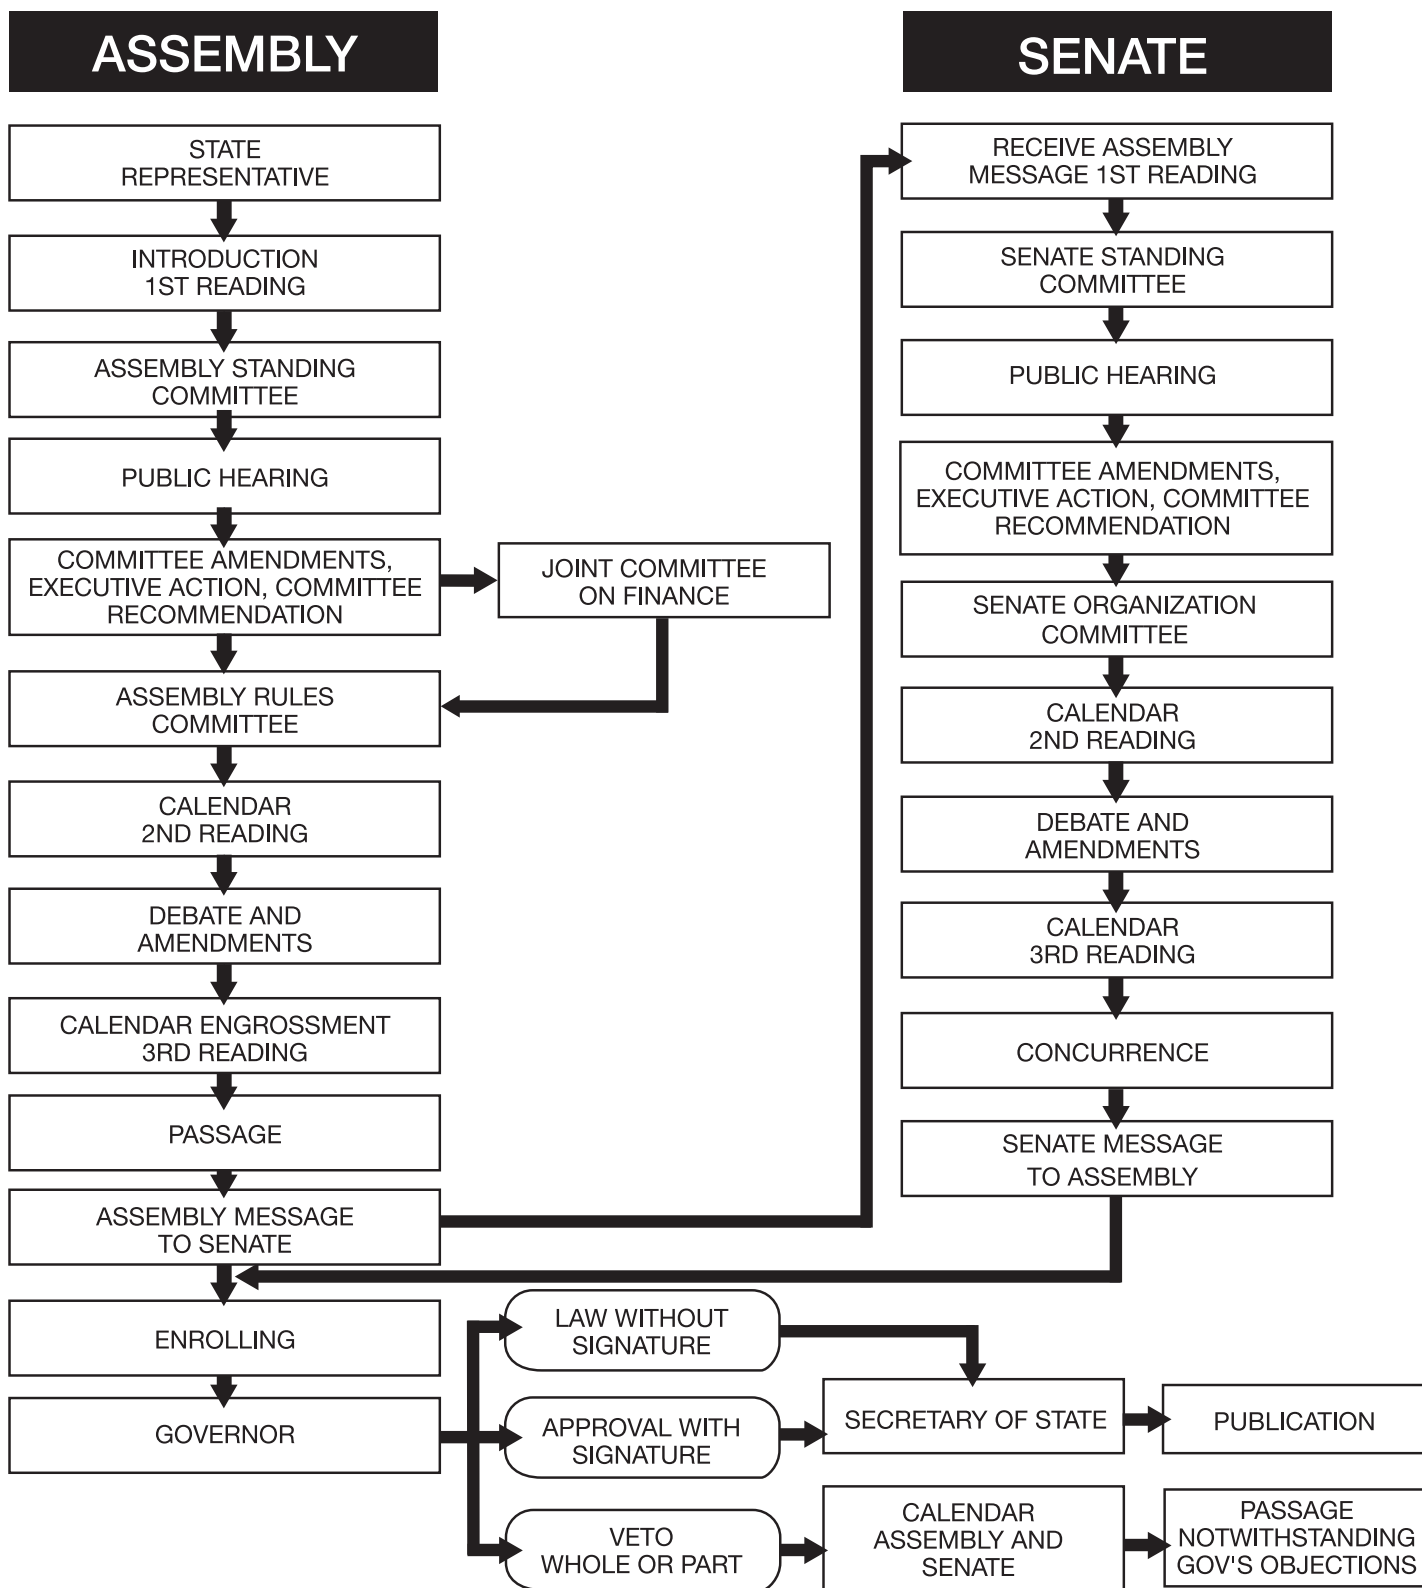 ASSEMBLY
STATE
REPRESENTATIVE
INTRODUCTION
1ST READING
ASSEMBLY STANDING
COMMITTEE
PUBLIC HEARING
COMMITTEE AMENDMENTS,
EXECUTIVE ACTION, COMMITTEE
RECOMMENDATION
JOINT COMMITTEE
ON FINANCE
ASSEMBLY RULES
COMMITTEE
CALENDAR
2ND READING
DEBATE AND
AMENDMENTS
CALENDAR ENGROSSMENT
3RD READING
PASSAGE
ASSEMBLY MESSAGE
TO SENATE
SENATE
RECEIVE ASSEMBLY
MESSAGE 1ST READING
SENATE STANDING
COMMITTEE
PUBLIC HEARING
COMMITTEE AMENDMENTS,
EXECUTIVE ACTION, COMMITTEE
RECOMMENDATION
SENATE ORGANIZATION
COMMITTEE
CALENDAR
2ND READING
DEBATE AND
AMENDMENTS
CALENDAR
3RD READING
CONCURRENCE
SENATE MESSAGE
TO ASSEMBLY
ENROLLING
GOVERNOR
LAW WITHOUT
SIGNATURE
APPROVAL WITH
SIGNATURE
SECRETARY OF STATE
PUBLICATION
VETO
WHOLE OR PART
CALENDAR
ASSEMBLY AND
SENATE
PASSAGE
NOTWITHSTANDING
GOV'S OBJECTIONS